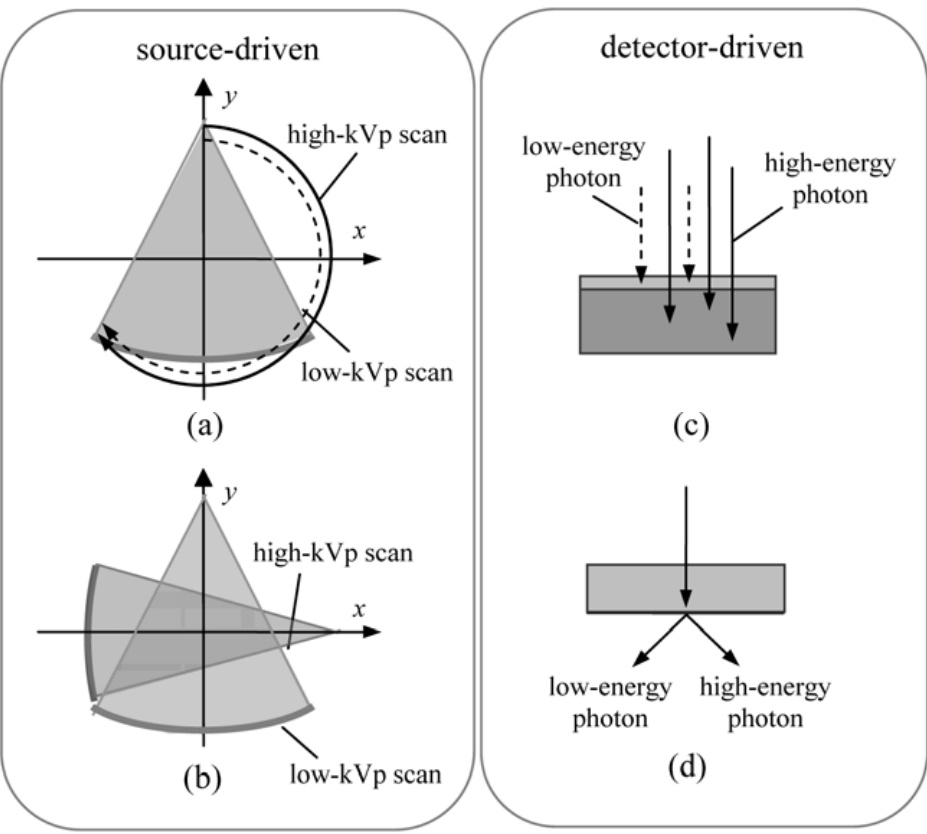 source-driven
y
high-kVp scan
x
low-kVp scan
(a)
y
high-kVp scan
x
low-kVp scan
(b)
detector-driven
low-energy
photon
high-energy
photon
(c)
low-energy
photon
high-energy
photon
(d)